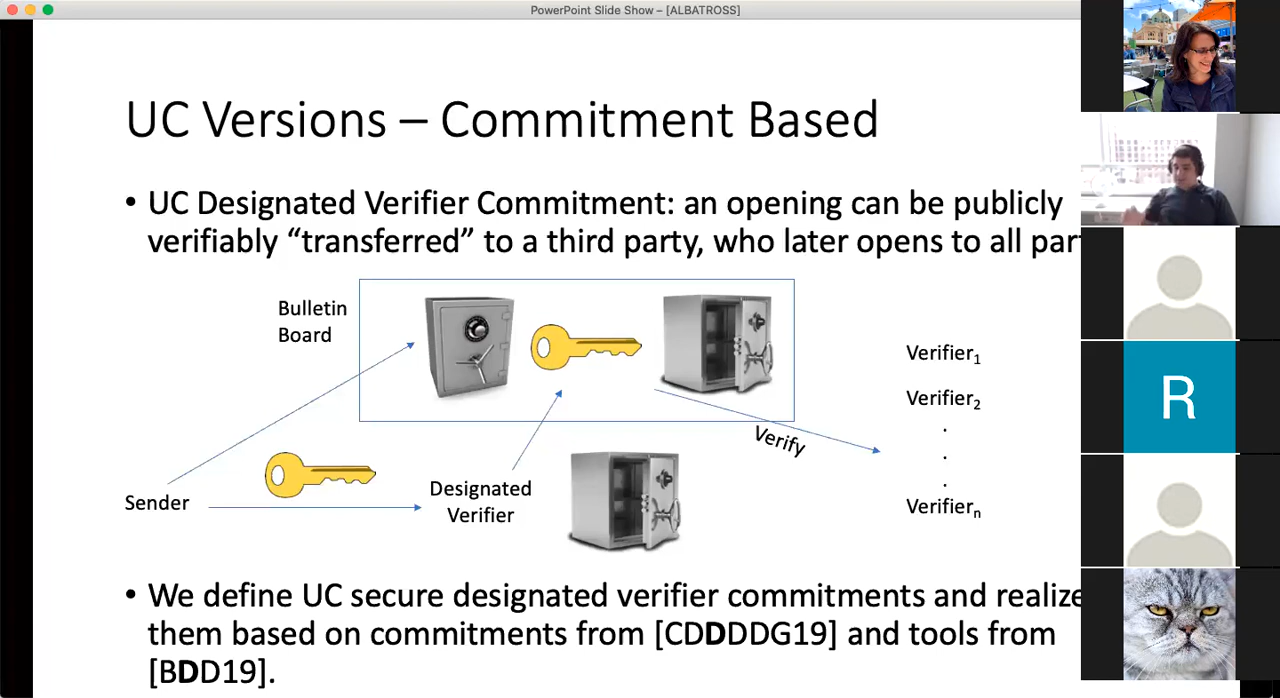 PowerPoint Slide Show – [ALBATROSS]
UC Versions – Commitment Based
• UC Designated Verifier Commitment: an opening can be publicly
verifiably “transferred” to a third party, who later opens to all
Bulletin
Board
Verifier1
Verifier2
.
.
.
Verifiern
Verify
Sender
Designated
Verifier
• We define UC secure designated verifier commitments and realize
them based on commitments from [CDDDDG19] and tools from
[BDD19].
R